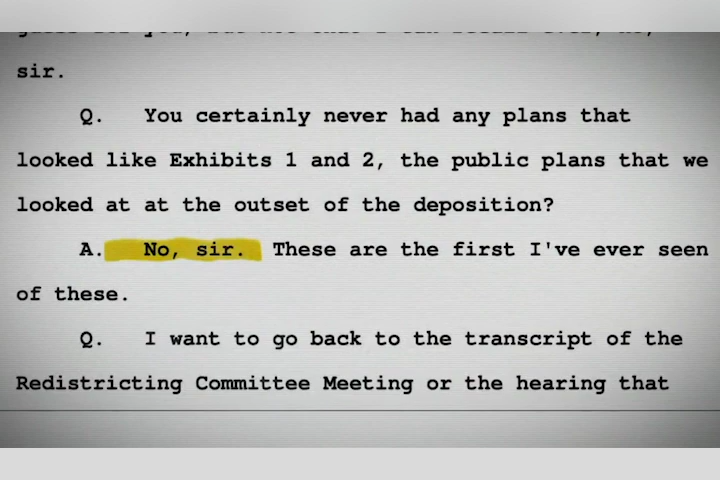 sir.
Q. You certainly never had any plans that
looked like Exhibits 1 and 2, the public plans that we
looked at at the outset of the deposition?
A. No, sir. These are the first I've ever seen
of these.
Q. I want to go back to the transcript of the
Redistricting Committee Meeting or the hearing that